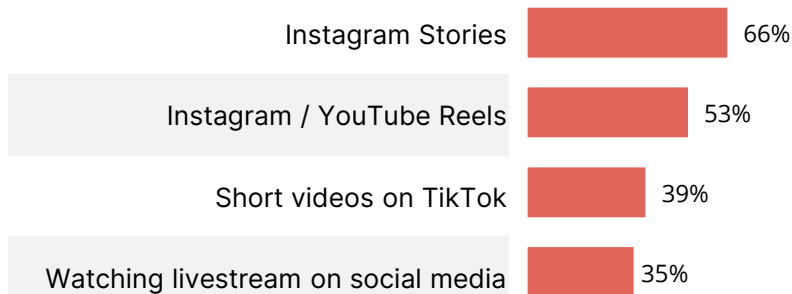 Instagram Stories 66%
Instagram / YouTube Reels 53%
Short videos on TikTok 39%
Watching livestream on social media 35%